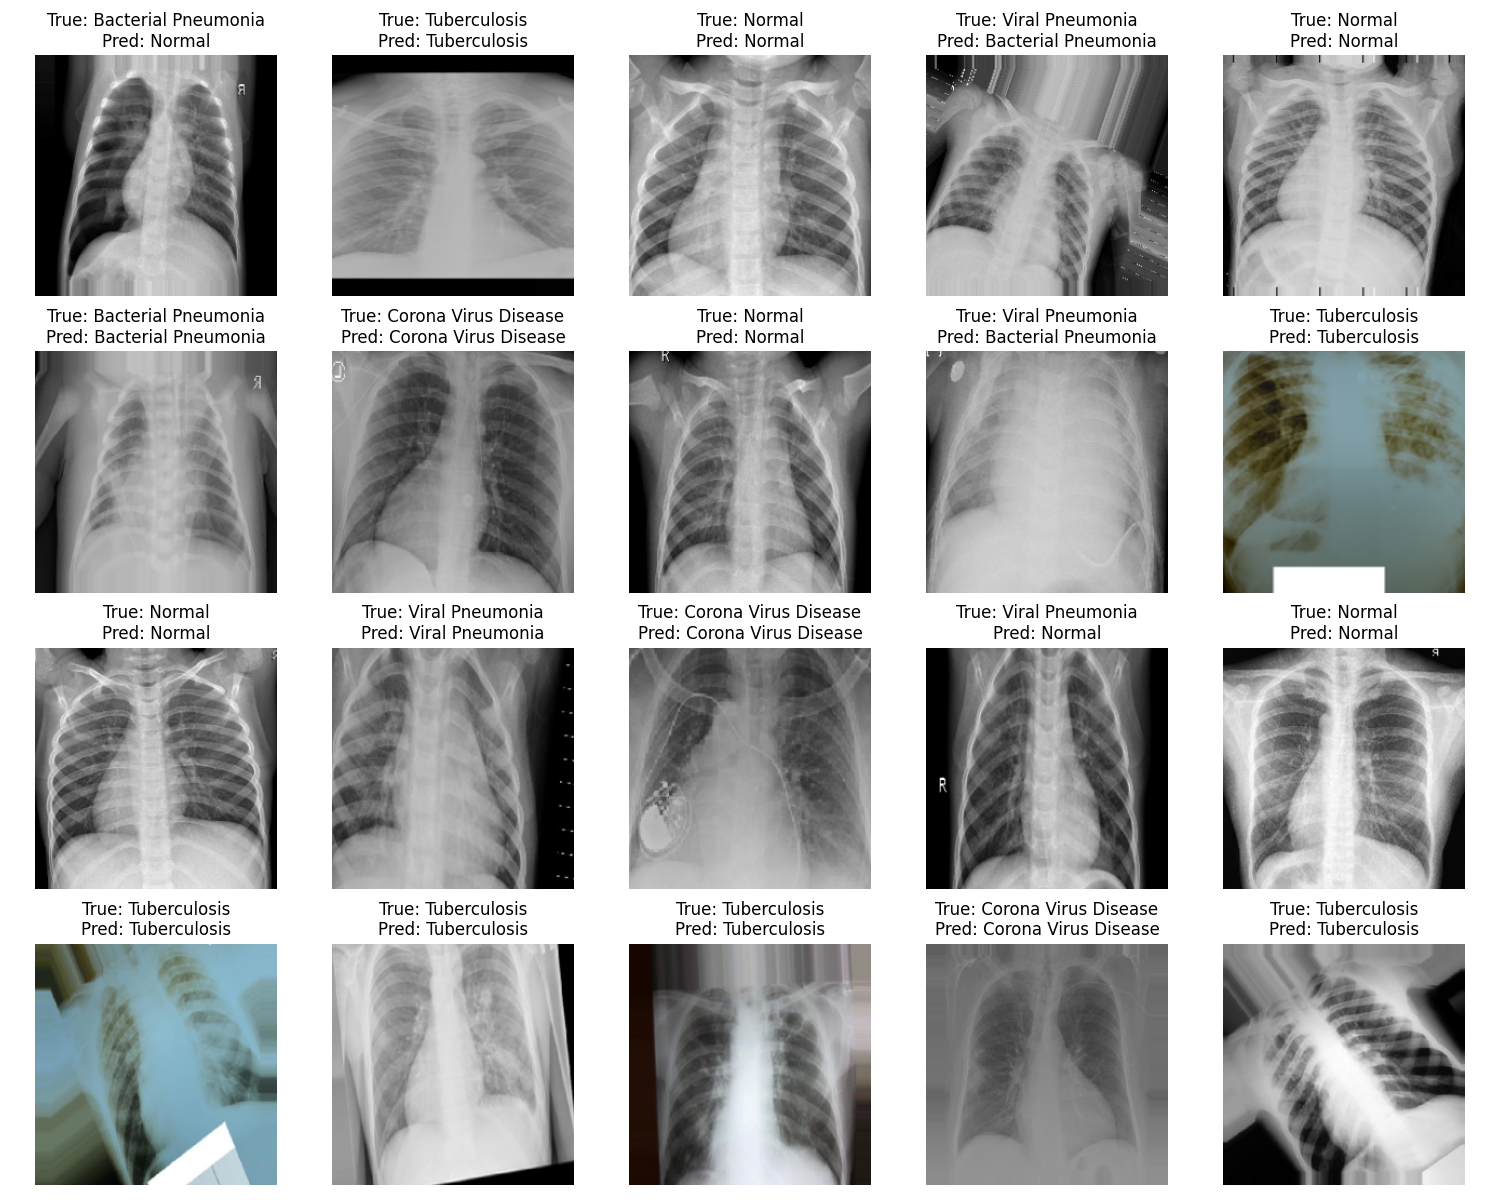 True: Bacterial Pneumonia
Pred: Normal
True: Tuberculosis
Pred: Tuberculosis
True: Normal
Pred: Normal
True: Viral Pneumonia
Pred: Bacterial Pneumonia
True: Normal
Pred: Normal
R
True: Bacterial Pneumonia
Pred: Bacterial Pneumonia
True: Corona Virus Disease
Pred: Corona Virus Disease
True: Normal
Pred: Normal
True: Viral Pneumonia
Pred: Bacterial Pneumonia
True: Tuberculosis
Pred: Tuberculosis
R
L
R
True: Normal
Pred: Normal
True: Viral Pneumonia
Pred: Viral Pneumonia
True: Corona Virus Disease
Pred: Corona Virus Disease
True: Viral Pneumonia
Pred: Normal
True: Normal
Pred: Normal
R
R
True: Tuberculosis
Pred: Tuberculosis
True: Tuberculosis
Pred: Tuberculosis
True: Tuberculosis
Pred: Tuberculosis
True: Corona Virus Disease
Pred: Corona Virus Disease
True: Tuberculosis
Pred: Tuberculosis